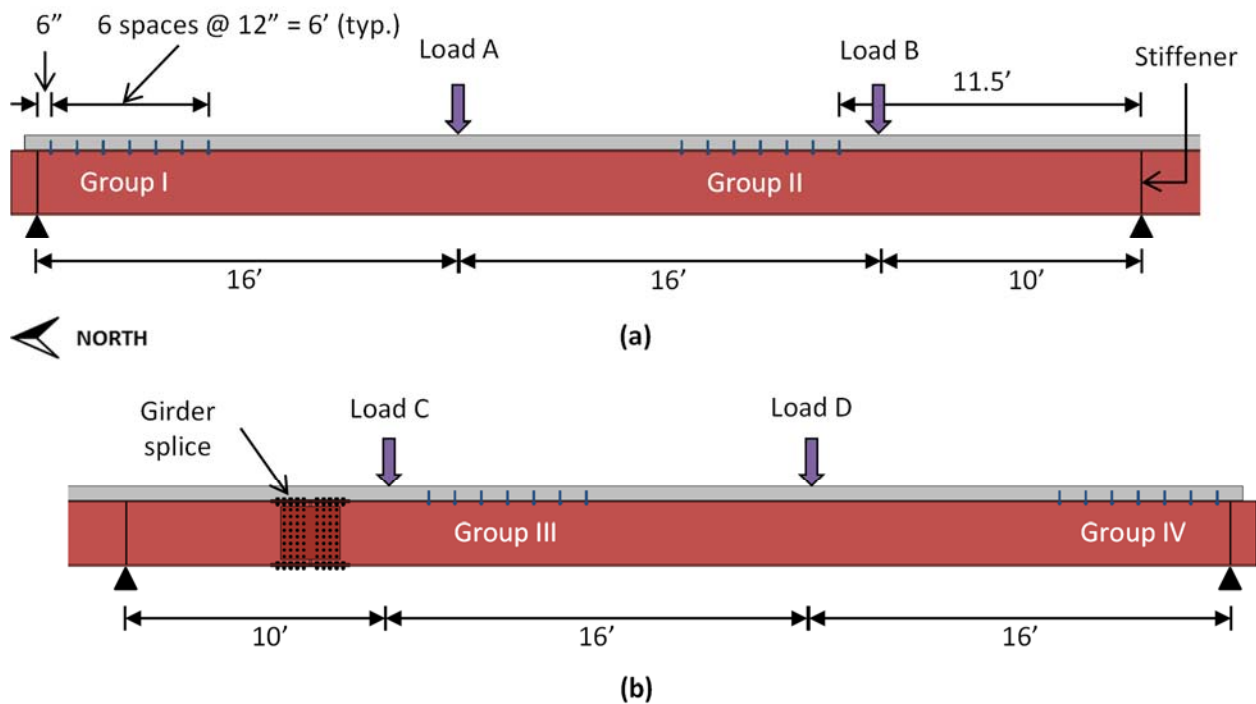 6” 6 spaces @ 12” = 6’ (typ.)
Load A
Load B
Stiffener
11.5’
Group I
Group II
16’
16’
10’
NORTH
(a)
Girder
splice
Load C
Load D
Group III
Group IV
10’
16’
16’
(b)